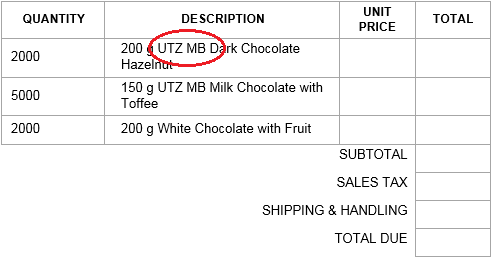 QUANTITY DESCRIPTION UNIT PRICE TOTAL
2000 200 g UTZ MB Dark Chocolate
Hazelnut
5000 150 g UTZ MB Milk Chocolate with
Toffee
2000 200 g White Chocolate with Fruit
SUBTOTAL
SALES TAX
SHIPPING & HANDLING
TOTAL DUE